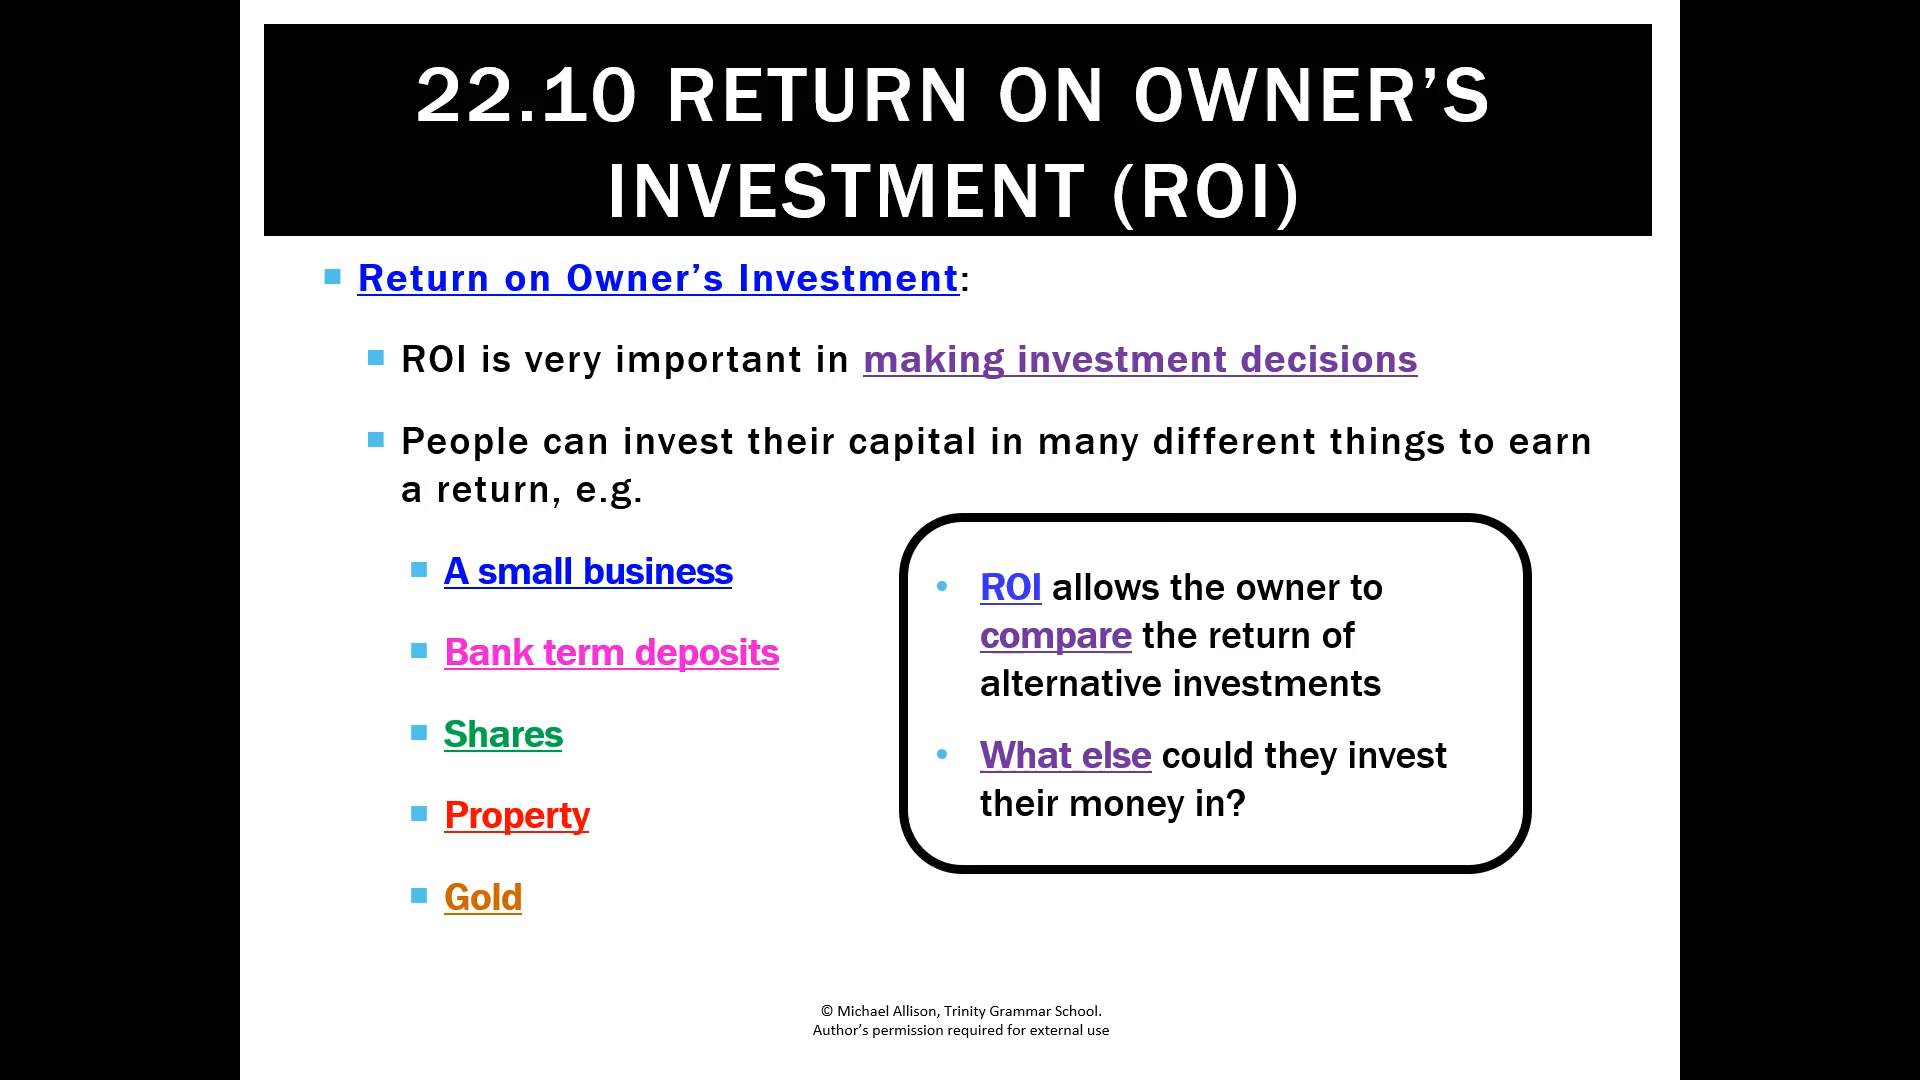 22.10 RETURN ON OWNER’S
INVESTMENT (ROI)
Return on Owner’s Investment:
ROI is very important in making investment decisions
People can invest their capital in many different things to earn
a return, e.g.
A small business
Bank term deposits
Shares
Property
Gold
• ROI allows the owner to
compare the return of
alternative investments
• What else could they invest
their money in?
© Michael Allison, Trinity Grammar School.
Author’s permission required for external use